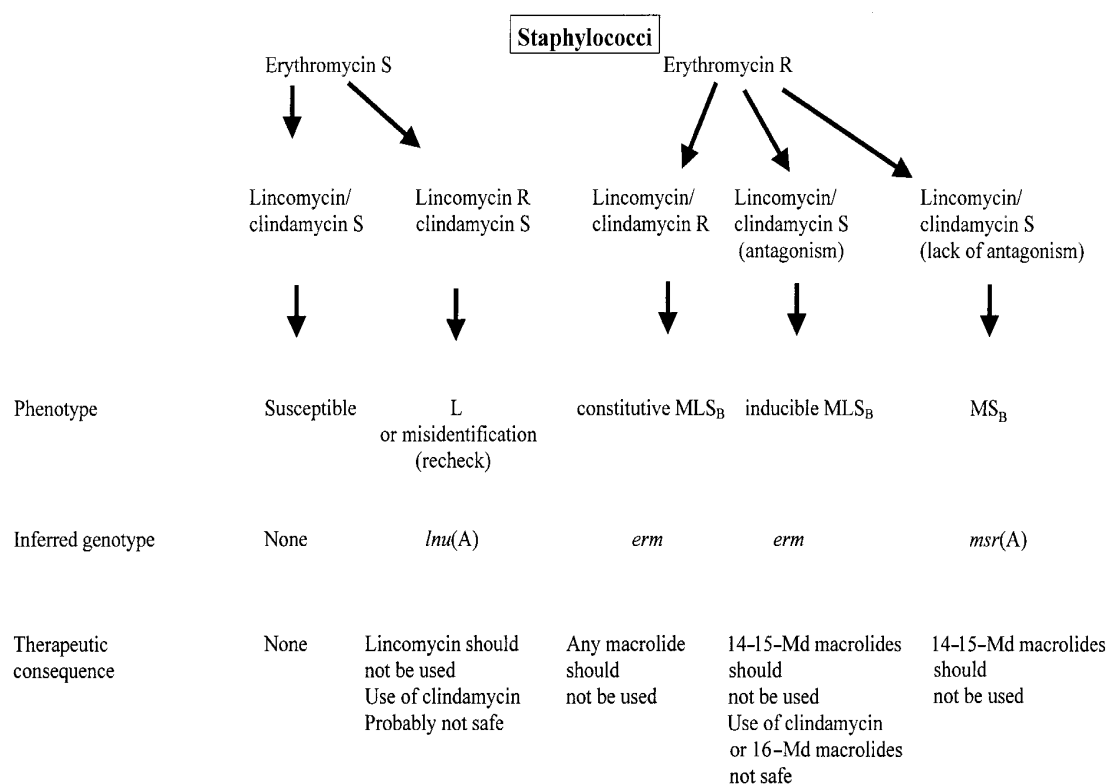 Staphylococci
Erythromycin S
Erythromycin R
Lincomycin/
clindamycin S
Lincomycin R
clindamycin S
Lincomycin/
clindamycin R
Lincomycin/
clindamycin S
(antagonism)
Lincomycin/
clindamycin S
(lack of antagonism)
Phenotype
Susceptible
L
or misidentification
(recheck)
constitutive MLSB
inducible MLSB
MSB
Inferred genotype
None
lnu(A)
erm
erm
msr(A)
Therapeutic
consequence
None
Lincomycin should
not be used
Use of clindamycin
Probably not safe
Any macrolide
should
not be used
14-15-Md macrolides
should
not be used
Use of clindamycin
or 16-Md macrolides
not safe
14-15-Md macrolides
should
not be used